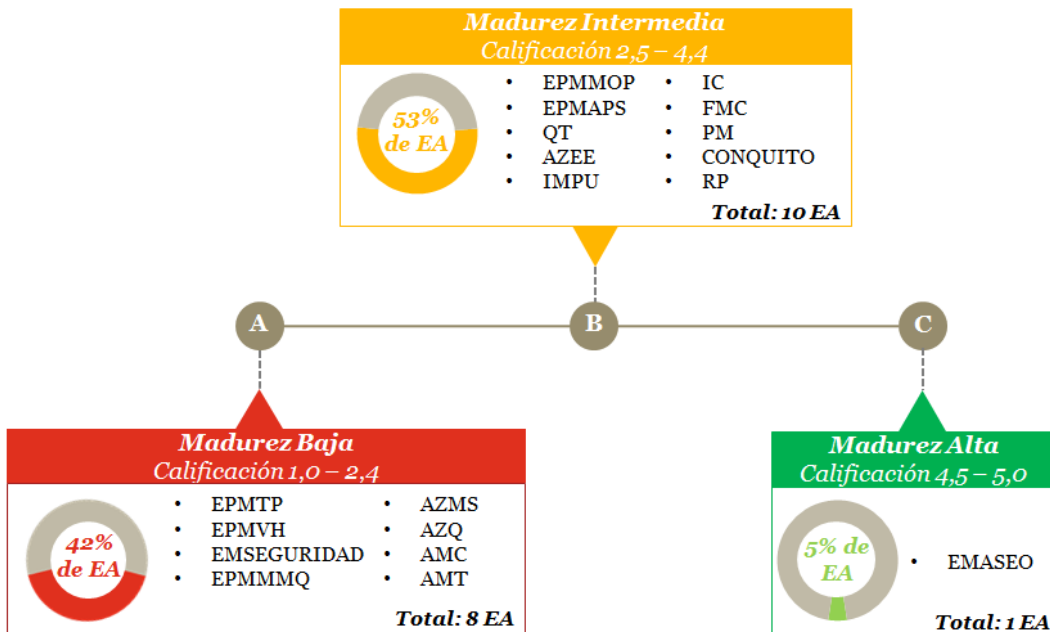 Madurez Intermedia
Calificación 2,5 – 4,4
53%
de EA
• EPMMOP
• EPMAPS
• QT
• AZEE
• IMPU
• IC
• FMC
• PM
• CONQUITO
• RP
Total: 10 EA
A
B
C
Madurez Baja
Calificación 1,0 – 2,4
42%
de EA
• EPMTP
• EPMVH
• EMSEGURIDAD
• EPMMMQ
• AZMS
• AZQ
• AMC
• AMT
Total: 8 EA
Madurez Alta
Calificación 4,5 – 5,0
5% de
EA
• EMASEO
Total: 1 EA